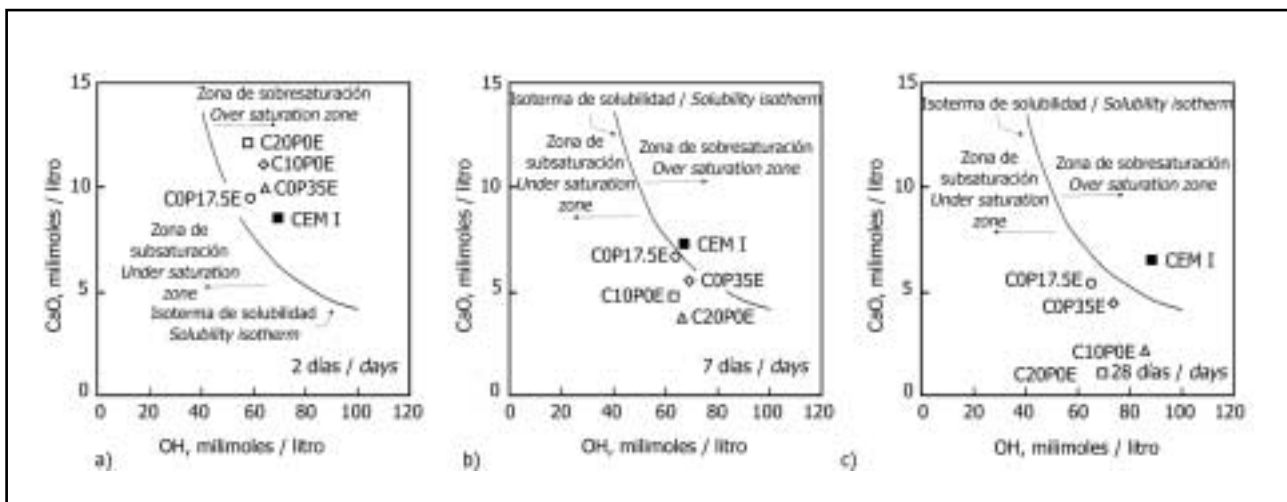 15
Zona de sobresaturación
Over saturation zone
C20P0E
C10P0E
10
C0P35E
C0P17.5E
CEM I
Zona de
subsaturación
Under saturation
zone
5
Isoterma de solubilidad
Solubility isotherm
2 días / days
0
0 20 40 60 80 100 120
CaO, milimoles / litro
OH, milimoles / litro
a)
15
Isoterma de solubilidad / Solubility isotherm
Zona de
subsaturación
Under saturation
zone
Zona de sobresaturación
Over saturation zone
10
CEM I
C0P17.5E
C0P35E
5
C10P0E
C20P0E
7 días / days
0
0 20 40 60 80 100 120
CaO, milimoles / litro
OH, milimoles / litro
b)
15
Isoterma de solubilidad / Solubility isotherm
Zona de
subsaturación
Under saturation
zone
Zona de sobresaturación
Over saturation zone
10
CEM I
C0P17.5E
5
C0P35E
C10P0E
C20P0E
28 días / days
0
0 20 40 60 80 100 120
CaO, milimoles / litro
OH, milimoles / litro
c)